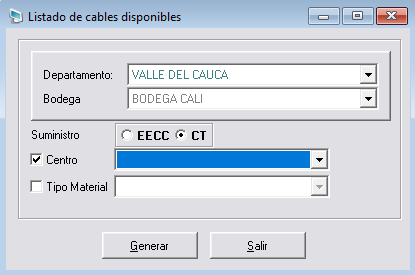 Listado de cables disponibles
Departamento: VALLE DEL CAUCA
Bodega BODEGA CALI
Suministro EECC CT
Centro
Tipo Material
Generar Salir